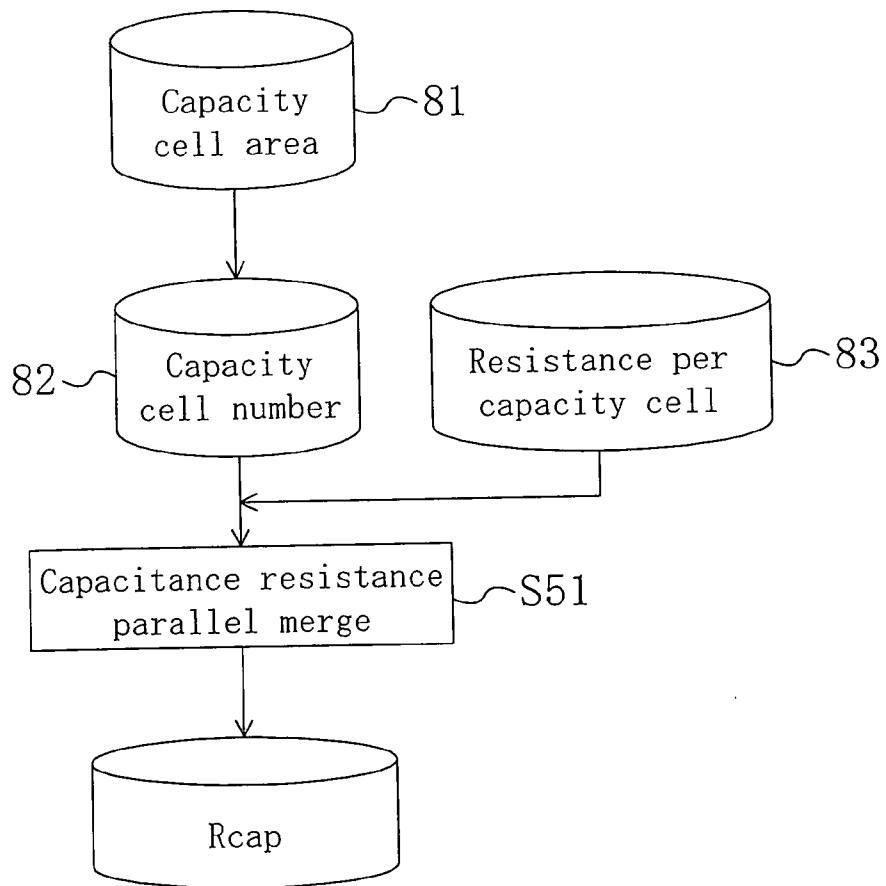 Capacity
cell area
81
Capacity
cell number
82
Resistance per
capacity cell
83
Capacitance resistance
parallel merge
S51
Rcap